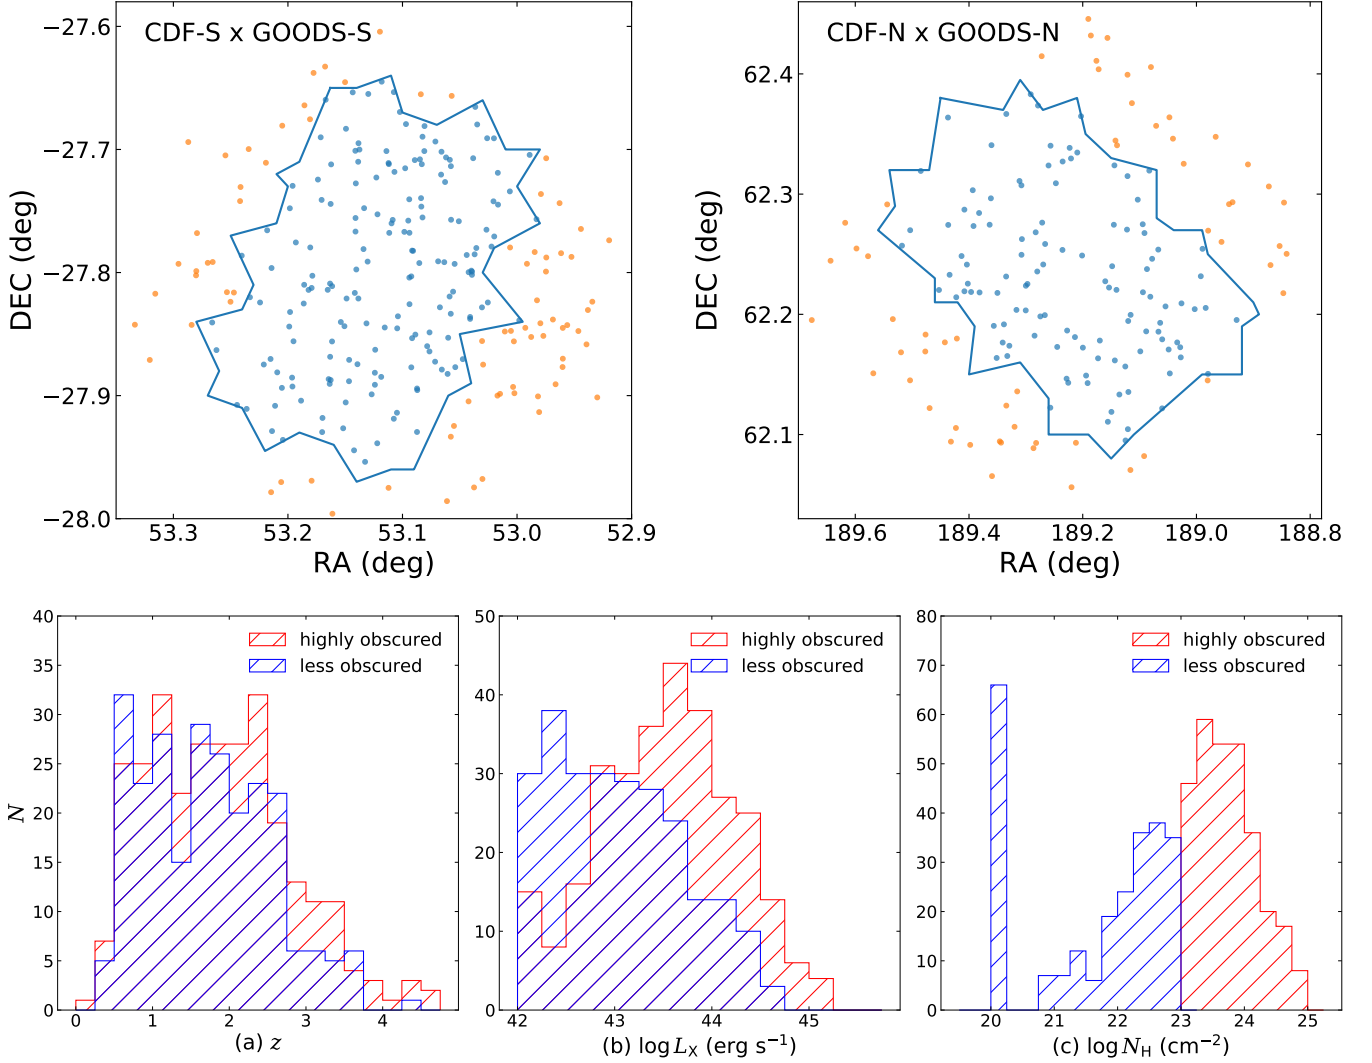 CDF-S x GOODS-S
−27.6
−27.7
−27.8
−27.9
−28.0
DEC (deg)
53.3 53.2 53.1 53.0 52.9
RA (deg)
CDF-N x GOODS-N
62.4
62.3
62.2
62.1
DEC (deg)
189.6 189.4 189.2 189.0 188.8
RA (deg)
40
35
30
25
20
15
10
5
0
N
highly obscured
less obscured
0 1 2 3 4
(a) z
50
40
30
20
10
0
highly obscured
less obscured
42 43 44 45
(b) log L_X (erg s⁻¹)
80
70
60
50
40
30
20
10
0
highly obscured
less obscured
20 21 22 23 24 25
(c) log N_H (cm⁻²)